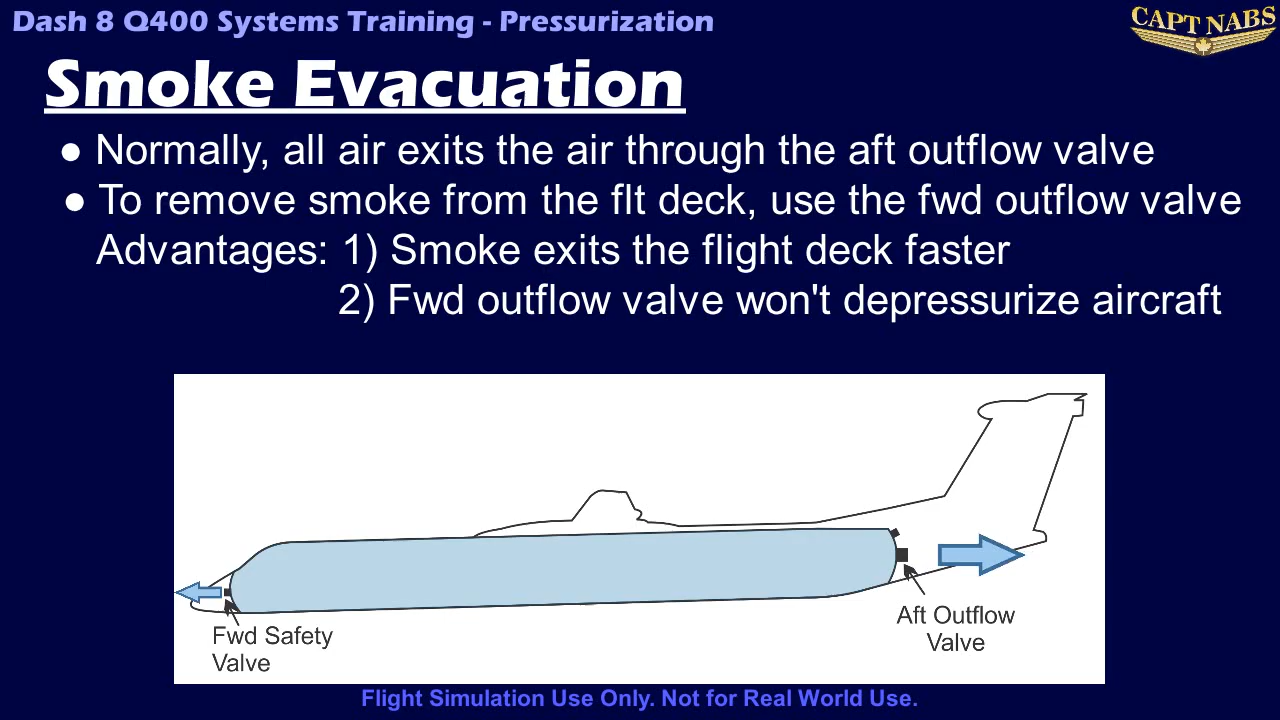 Dash 8 Q400 Systems Training - Pressurization
CAPT NABS
Smoke Evacuation
● Normally, all air exits the air through the aft outflow valve
● To remove smoke from the flt deck, use the fwd outflow valve
Advantages: 1) Smoke exits the flight deck faster
2) Fwd outflow valve won't depressurize aircraft
Fwd Safety
Valve
Aft Outflow
Valve
Flight Simulation Use Only. Not for Real World Use.